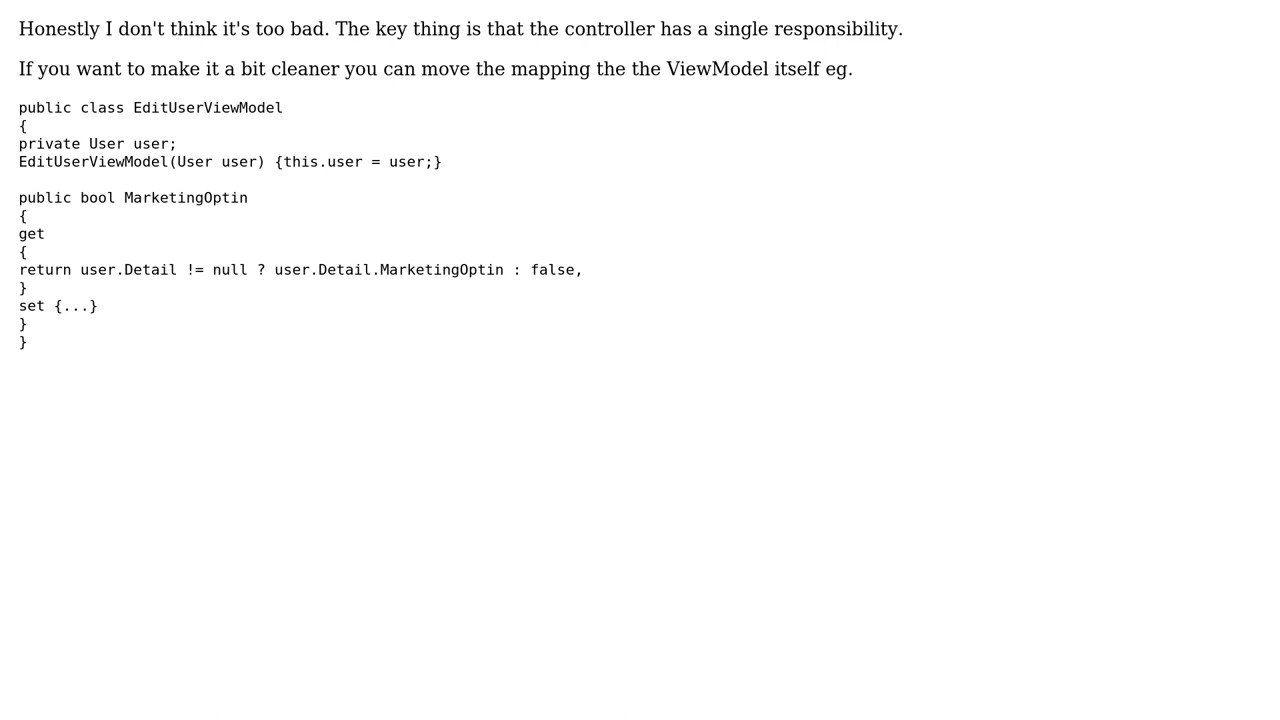 Honestly I don't think it's too bad. The key thing is that the controller has a single responsibility.
If you want to make it a bit cleaner you can move the mapping the the ViewModel itself eg.
public class EditUserViewModel
{
private User user;
EditUserViewModel(User user) {this.user = user;}
public bool MarketingOptin
{
get
{
return user.Detail != null ? user.Detail.MarketingOptin : false,
}
set {...}
}
}